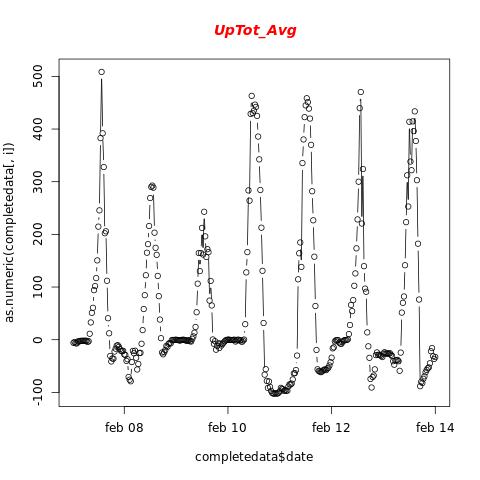 UpTot_Avg
as.numeric(completedata[, i])
500
400
300
200
100
0
-100
feb 08
feb 10
feb 12
feb 14
completedata$date